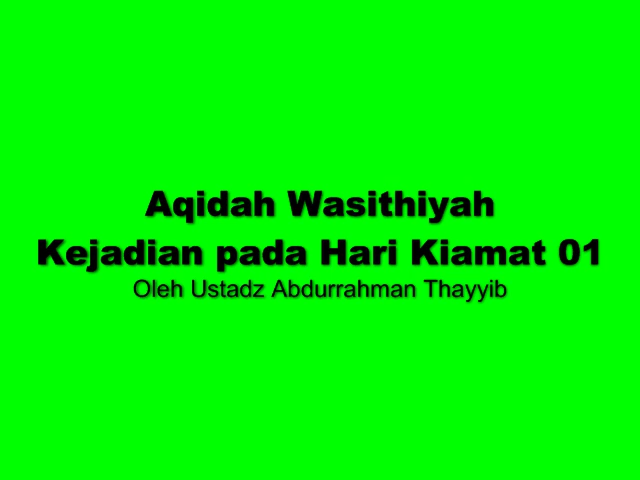 Aqidah Wasithiyah
Kejadian pada Hari Kiamat 01
Oleh Ustadz Abdurrahman Thayyib